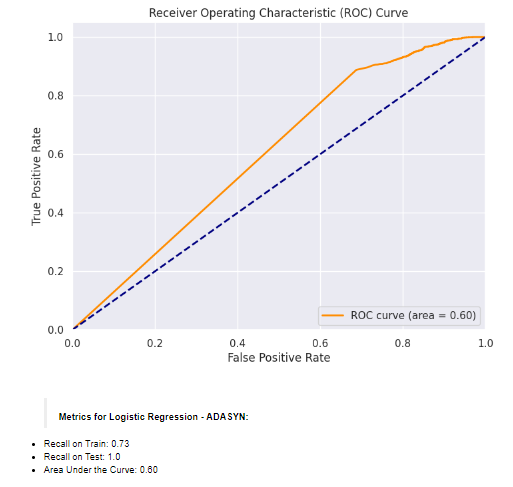 Receiver Operating Characteristic (ROC) Curve
1.0
0.8
0.6
0.4
0.2
0.0
True Positive Rate
ROC curve (area = 0.60)
0.0 0.2 0.4 0.6 0.8 1.0
False Positive Rate
Metrics for Logistic Regression - ADASYN:
• Recall on Train: 0.73
• Recall on Test: 1.0
• Area Under the Curve: 0.60